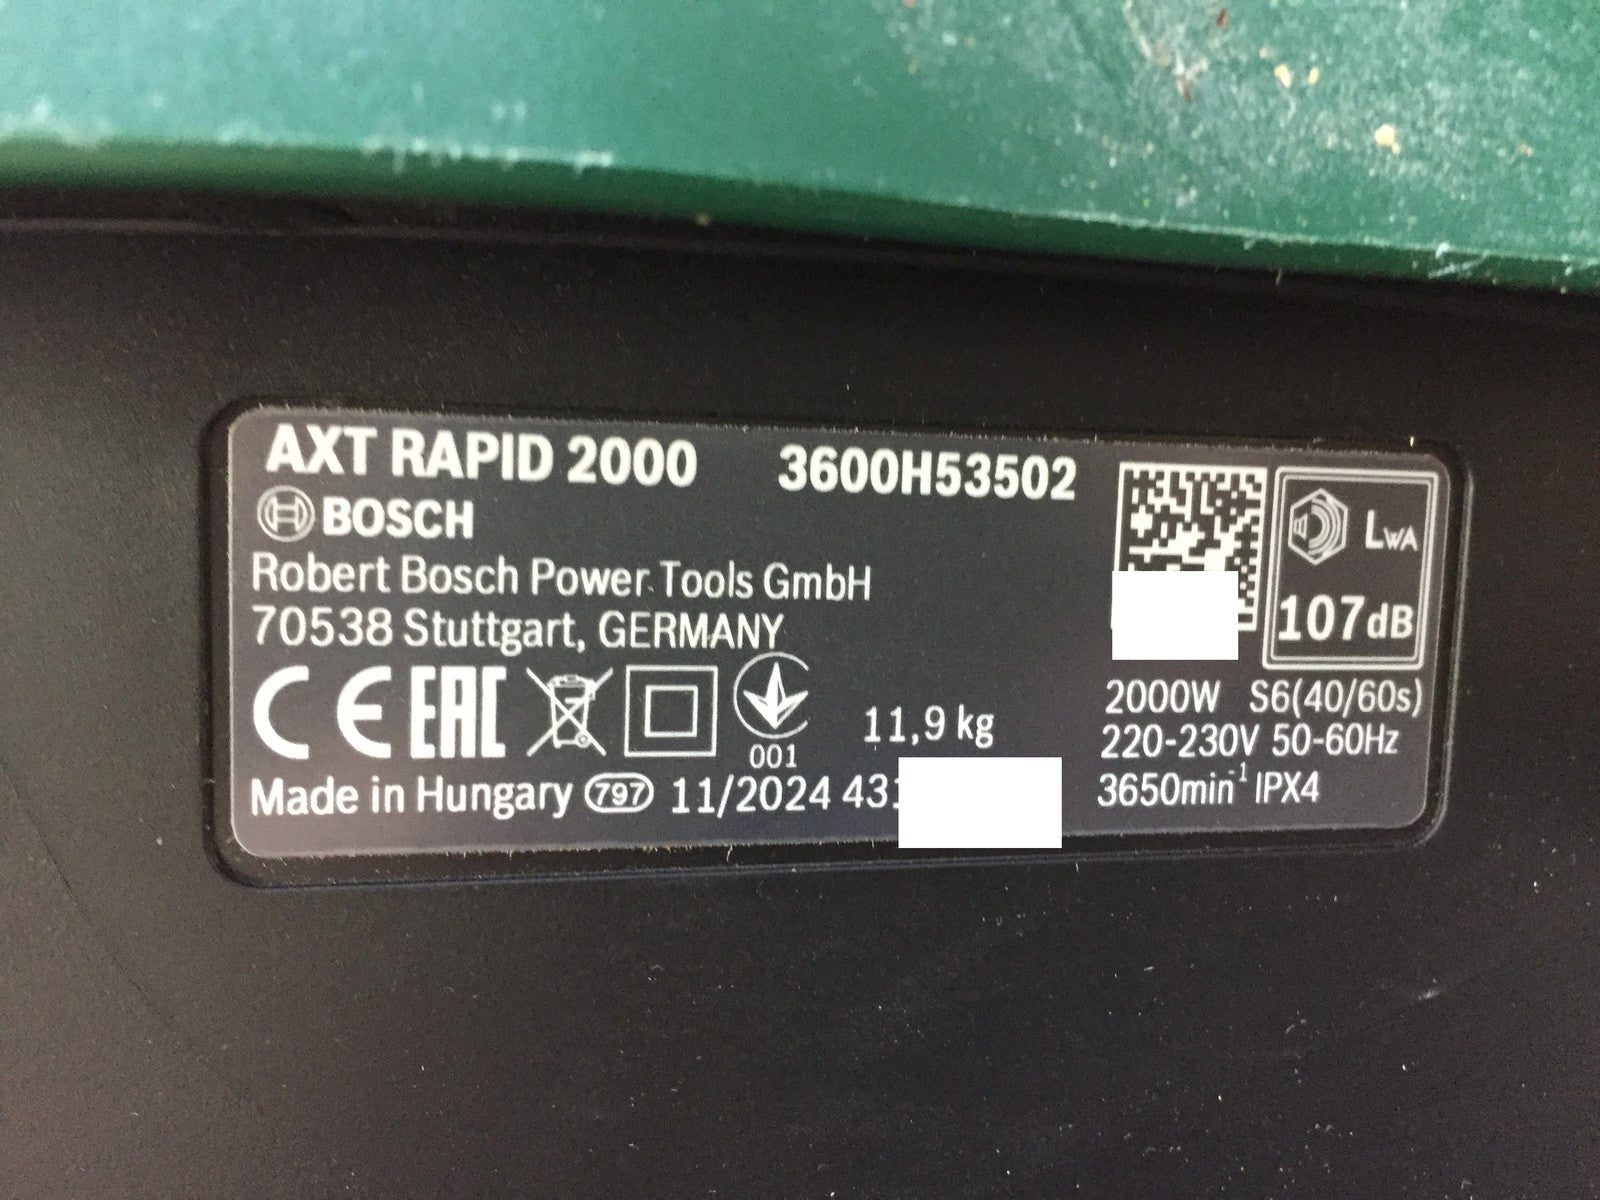 AXT RAPID 2000 3600H53502
BOSCH
Robert Bosch Power Tools GmbH
70538 Stuttgart, GERMANY
CE EAC
001
11,9 kg
Made in Hungary 797 11/2024 431
LWA
107dB
2000W S6(40/60s)
220-230V 50-60Hz
3650min⁻¹ IPX4